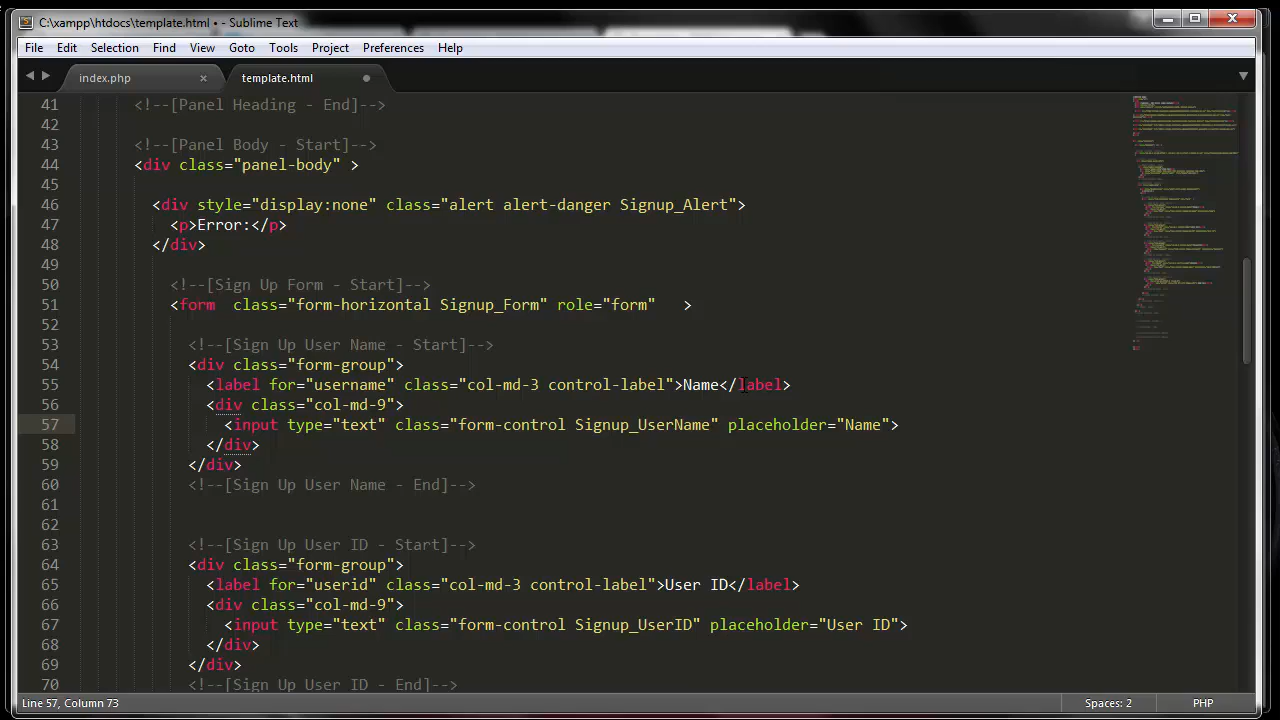 C:\xampp\htdocs\template.html • - Sublime Text
File Edit Selection Find View Goto Tools Project Preferences Help
index.php × template.html
41 <!--[Panel Heading - End]-->
42
43 <!--[Panel Body - Start]-->
44 <div class="panel-body" >
45
46 <div style="display:none" class="alert alert-danger Signup_Alert">
47 <p>Error:</p>
48 </div>
49
50 <!--[Sign Up Form - Start]-->
51 <form  class="form-horizontal Signup_Form" role="form"   >
52
53 <!--[Sign Up User Name - Start]-->
54 <div class="form-group">
55 <label for="username" class="col-md-3 control-label">Name</label>
56 <div class="col-md-9">
57 <input type="text" class="form-control Signup_UserName" placeholder="Name">
58 </div>
59 </div>
60 <!--[Sign Up User Name - End]-->
61
62
63 <!--[Sign Up User ID - Start]-->
64 <div class="form-group">
65 <label for="userid" class="col-md-3 control-label">User ID</label>
66 <div class="col-md-9">
67 <input type="text" class="form-control Signup_UserID" placeholder="User ID">
68 </div>
69 </div>
70 <!--[Sign Up User ID - End]-->
Line 57, Column 73 Spaces: 2 PHP